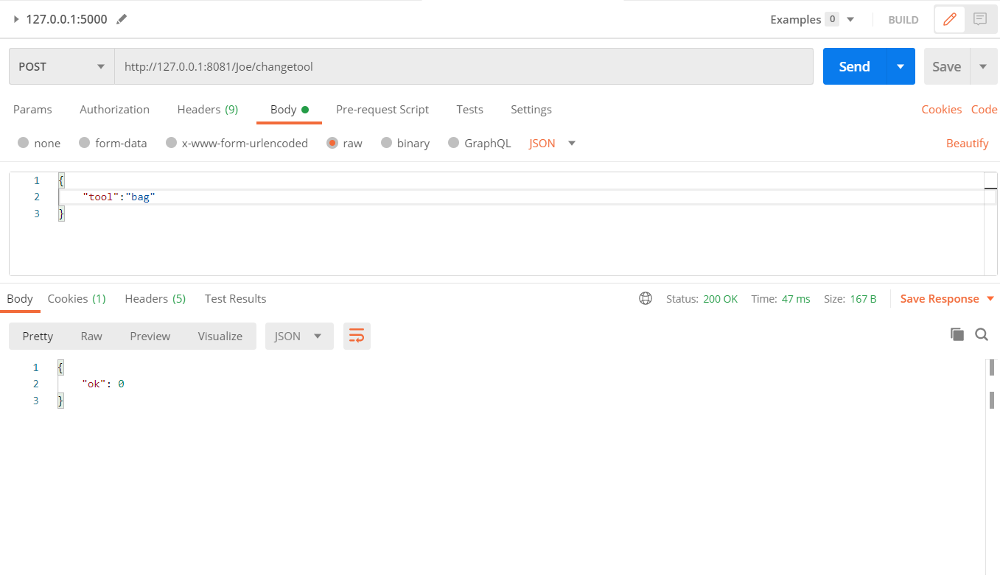 127.0.0.1:5000 Examples 0 BUILD
POST http://127.0.0.1:8081/Joe/changetool Send Save
Params Authorization Headers (9) Body Pre-request Script Tests Settings Cookies Code
none form-data x-www-form-urlencoded raw binary GraphQL JSON Beautify
1 {
2 "tool":"bag"
3 }
Body Cookies (1) Headers (5) Test Results Status: 200 OK Time: 47 ms Size: 167 B Save Response
Pretty Raw Preview Visualize JSON
1 {
2 "ok": 0
3 }